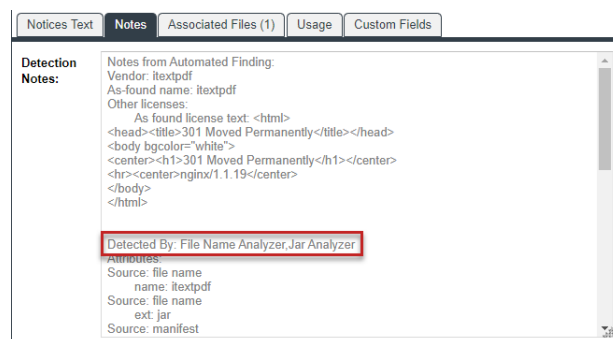 Notices Text Notes Associated Files (1) Usage Custom Fields
Detection Notes:
Notes from Automated Finding:
Vendor: itextpdf
As-found name: itextpdf
Other licenses:
As found license text: <html>
<head><title>301 Moved Permanently</title></head>
<body bgcolor="white">
<center><h1>301 Moved Permanently</h1></center>
<hr><center>nginx/1.1.19</center>
</body>
</html>
Detected By: File Name Analyzer,Jar Analyzer
Attributes:
Source: file name
name: itextpdf
Source: file name
ext: jar
Source: manifest